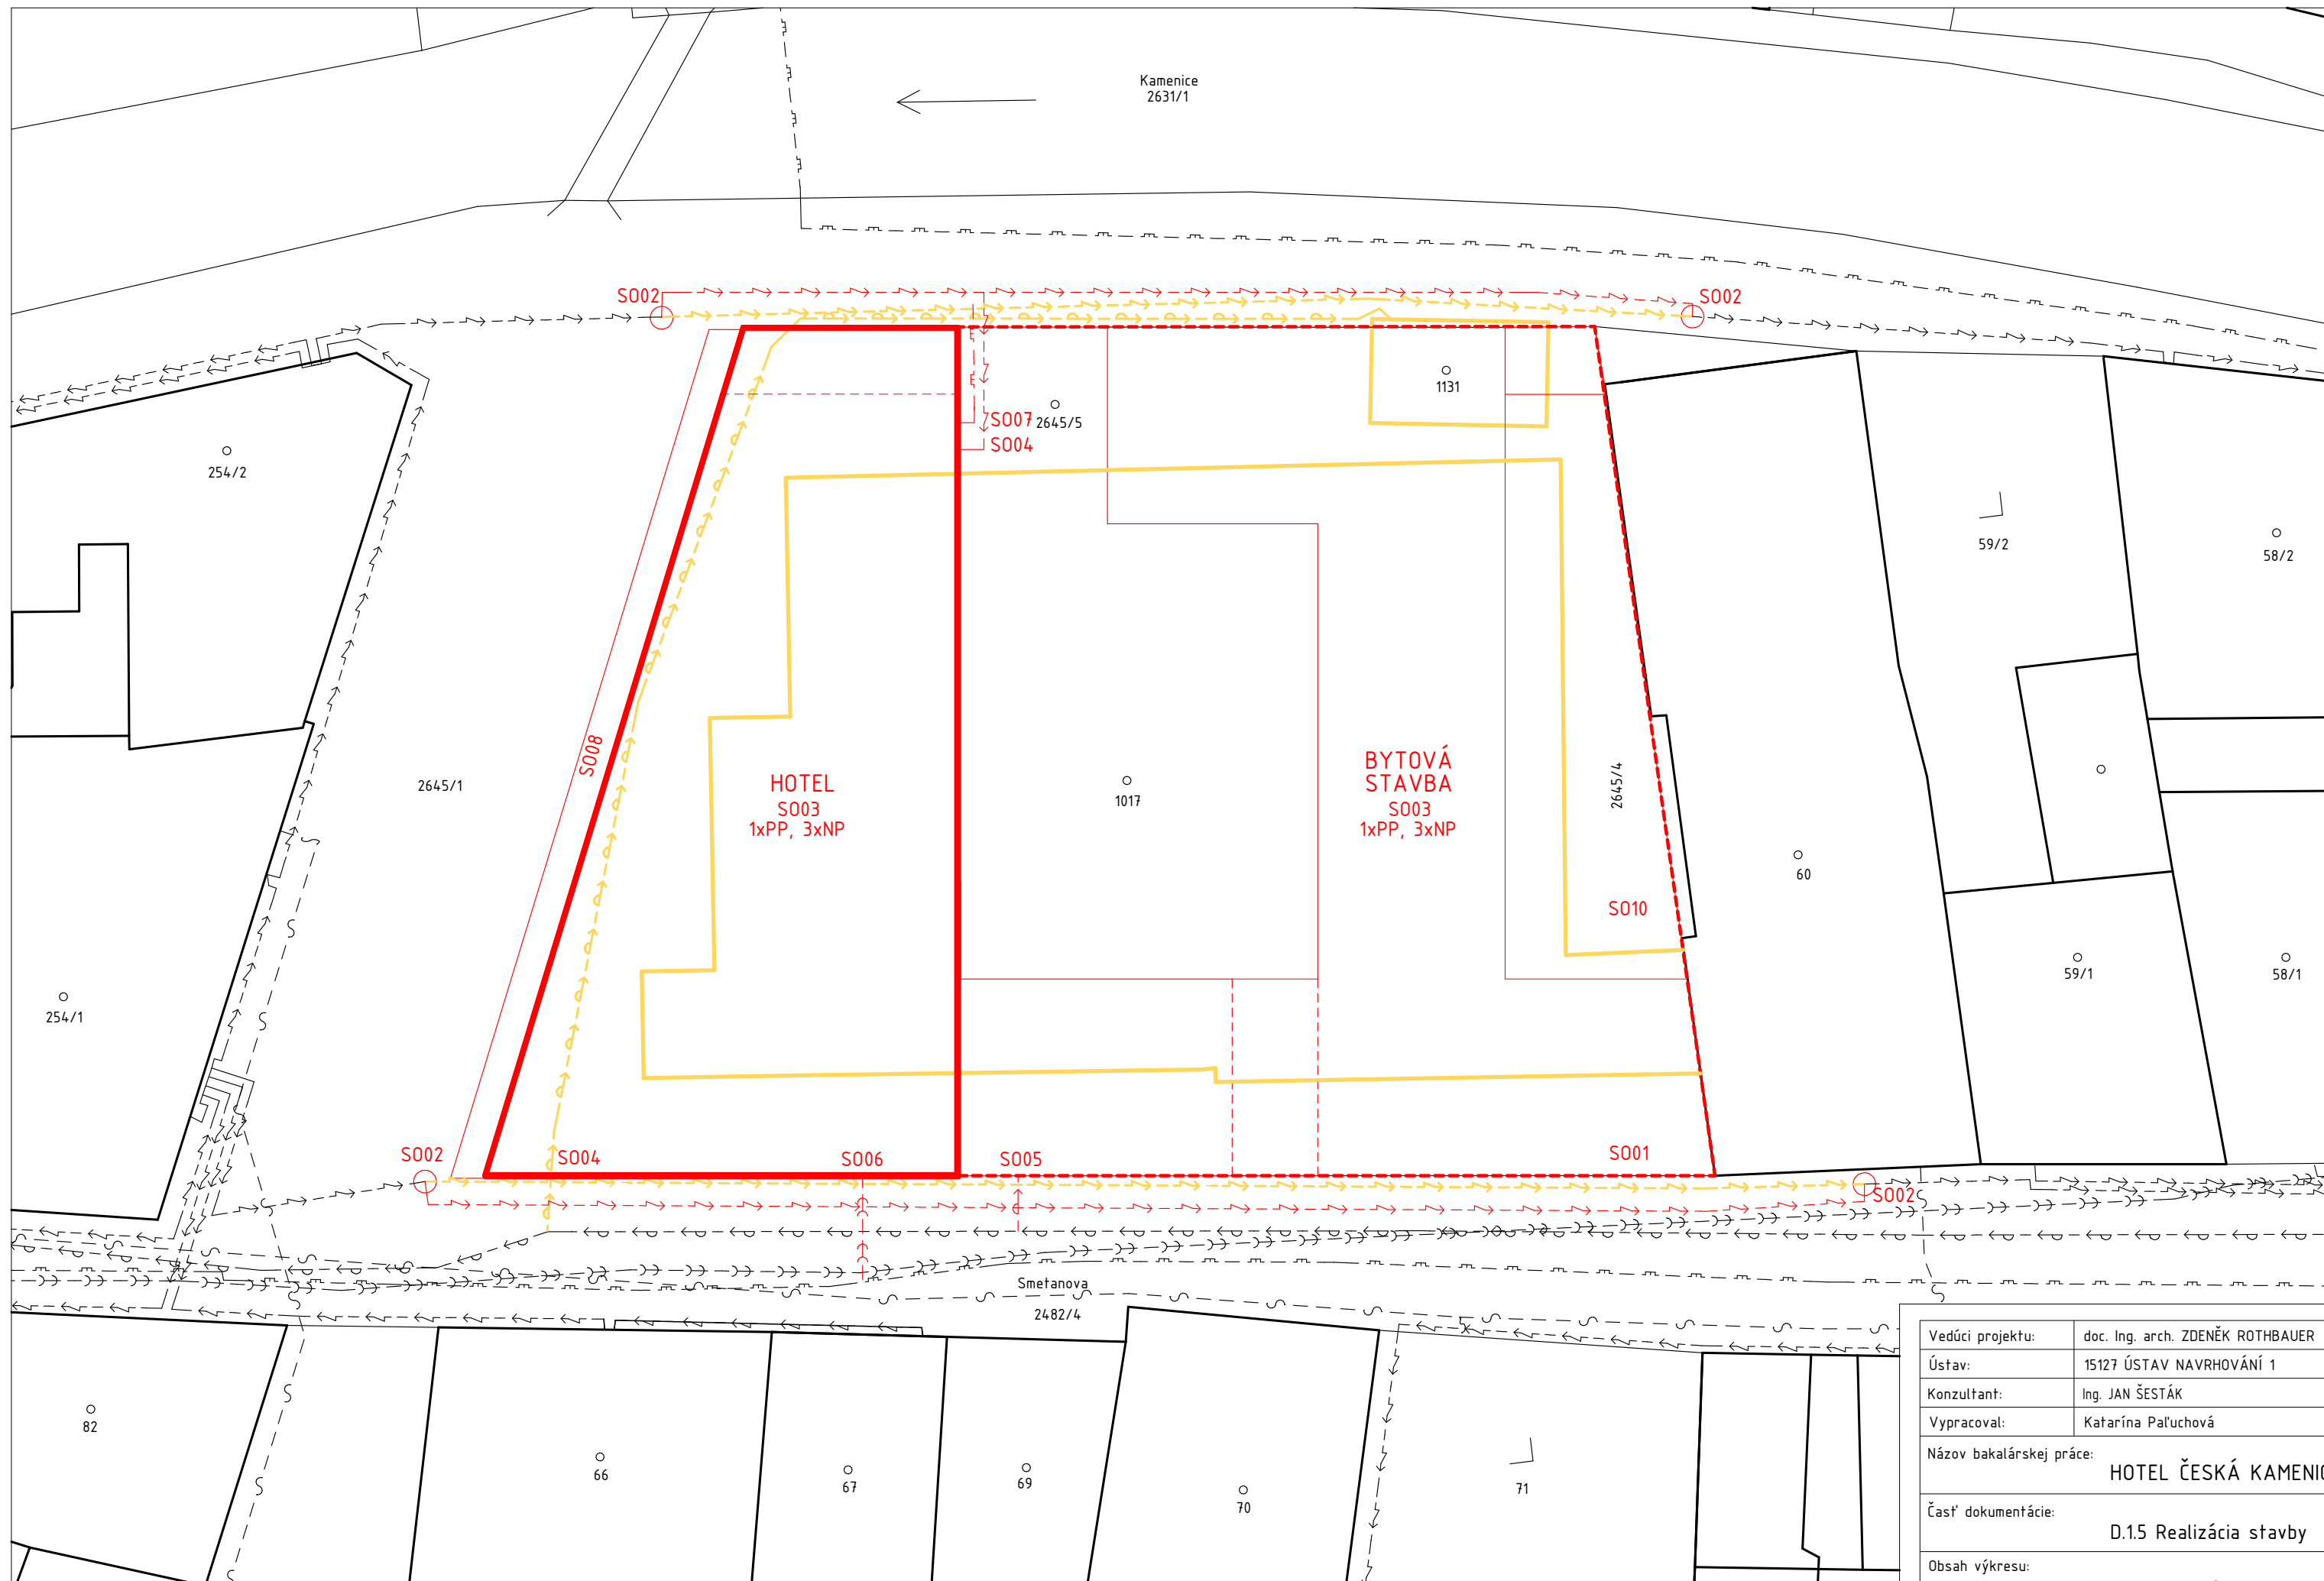 Kamenice
2631/1
SO02
SO02
1131
SO07
2645/5
SO04
254/2
59/2
58/2
SO08
2645/1
HOTEL
SO03
1xPP, 3xNP
1017
BYTOVÁ
STAVBA
SO03
1xPP, 3xNP
2645/4
60
SO10
59/1
58/1
254/1
SO02
SO04
SO06
SO05
SO01
SO02
Smetanova
2482/4
82
66
67
69
70
71
Vedúci projektu: doc. Ing. arch. ZDENĚK ROTHBAUER
Ústav: 15127 ÚSTAV NAVRHOVÁNÍ 1
Konzultant: Ing. JAN ŠESTÁK
Vypracoval: Katarína Paľuchová
Názov bakalárskej práce:
HOTEL ČESKÁ KAMENIC
Časť dokumentácie:
D.1.5 Realizácia stavby
Obsah výkresu: